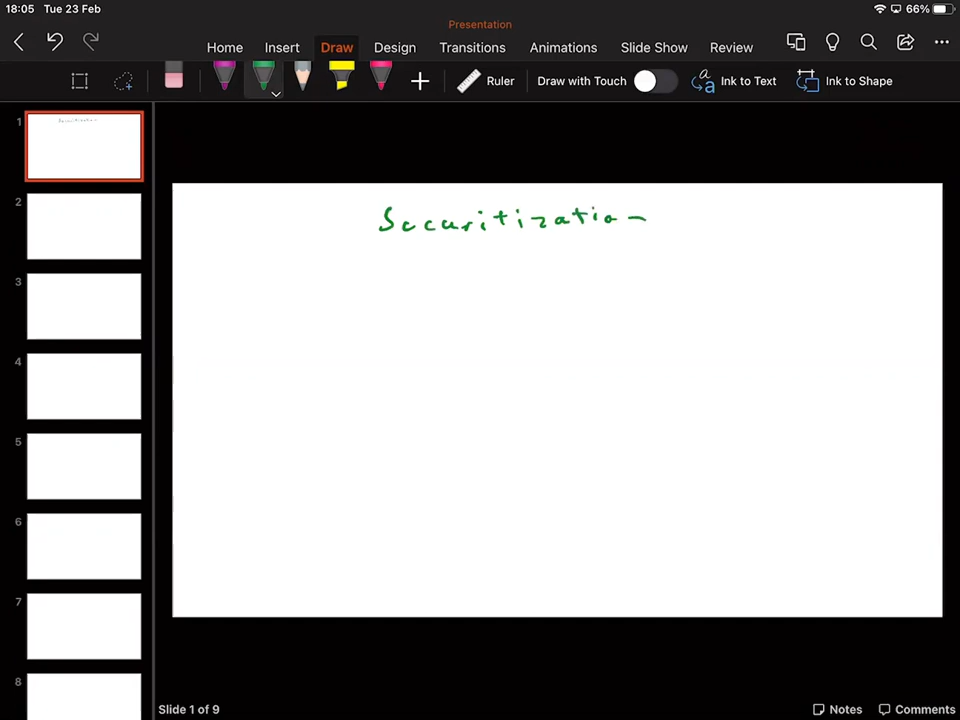 18:05 Tue 23 Feb 66%
Presentation
Home Insert Draw Design Transitions Animations Slide Show Review
Ruler Draw with Touch Ink to Text Ink to Shape
1
2
3
4
5
6
7
8
Securitization
Slide 1 of 9 Notes Comments